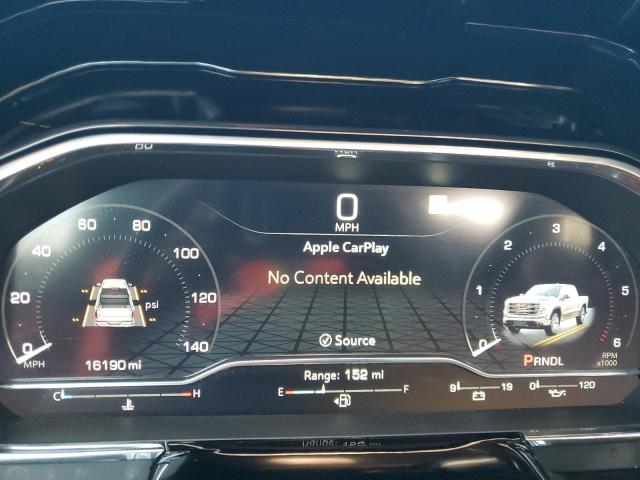 0
MPH
Apple CarPlay
No Content Available
Source
0 20 40 60 80 100 120 140
MPH
psi
16190 mi
0 1 2 3 4 5 6
RPM
x1000
PRNDL
C H
Range: 152 mi
E F
9 19
0 120